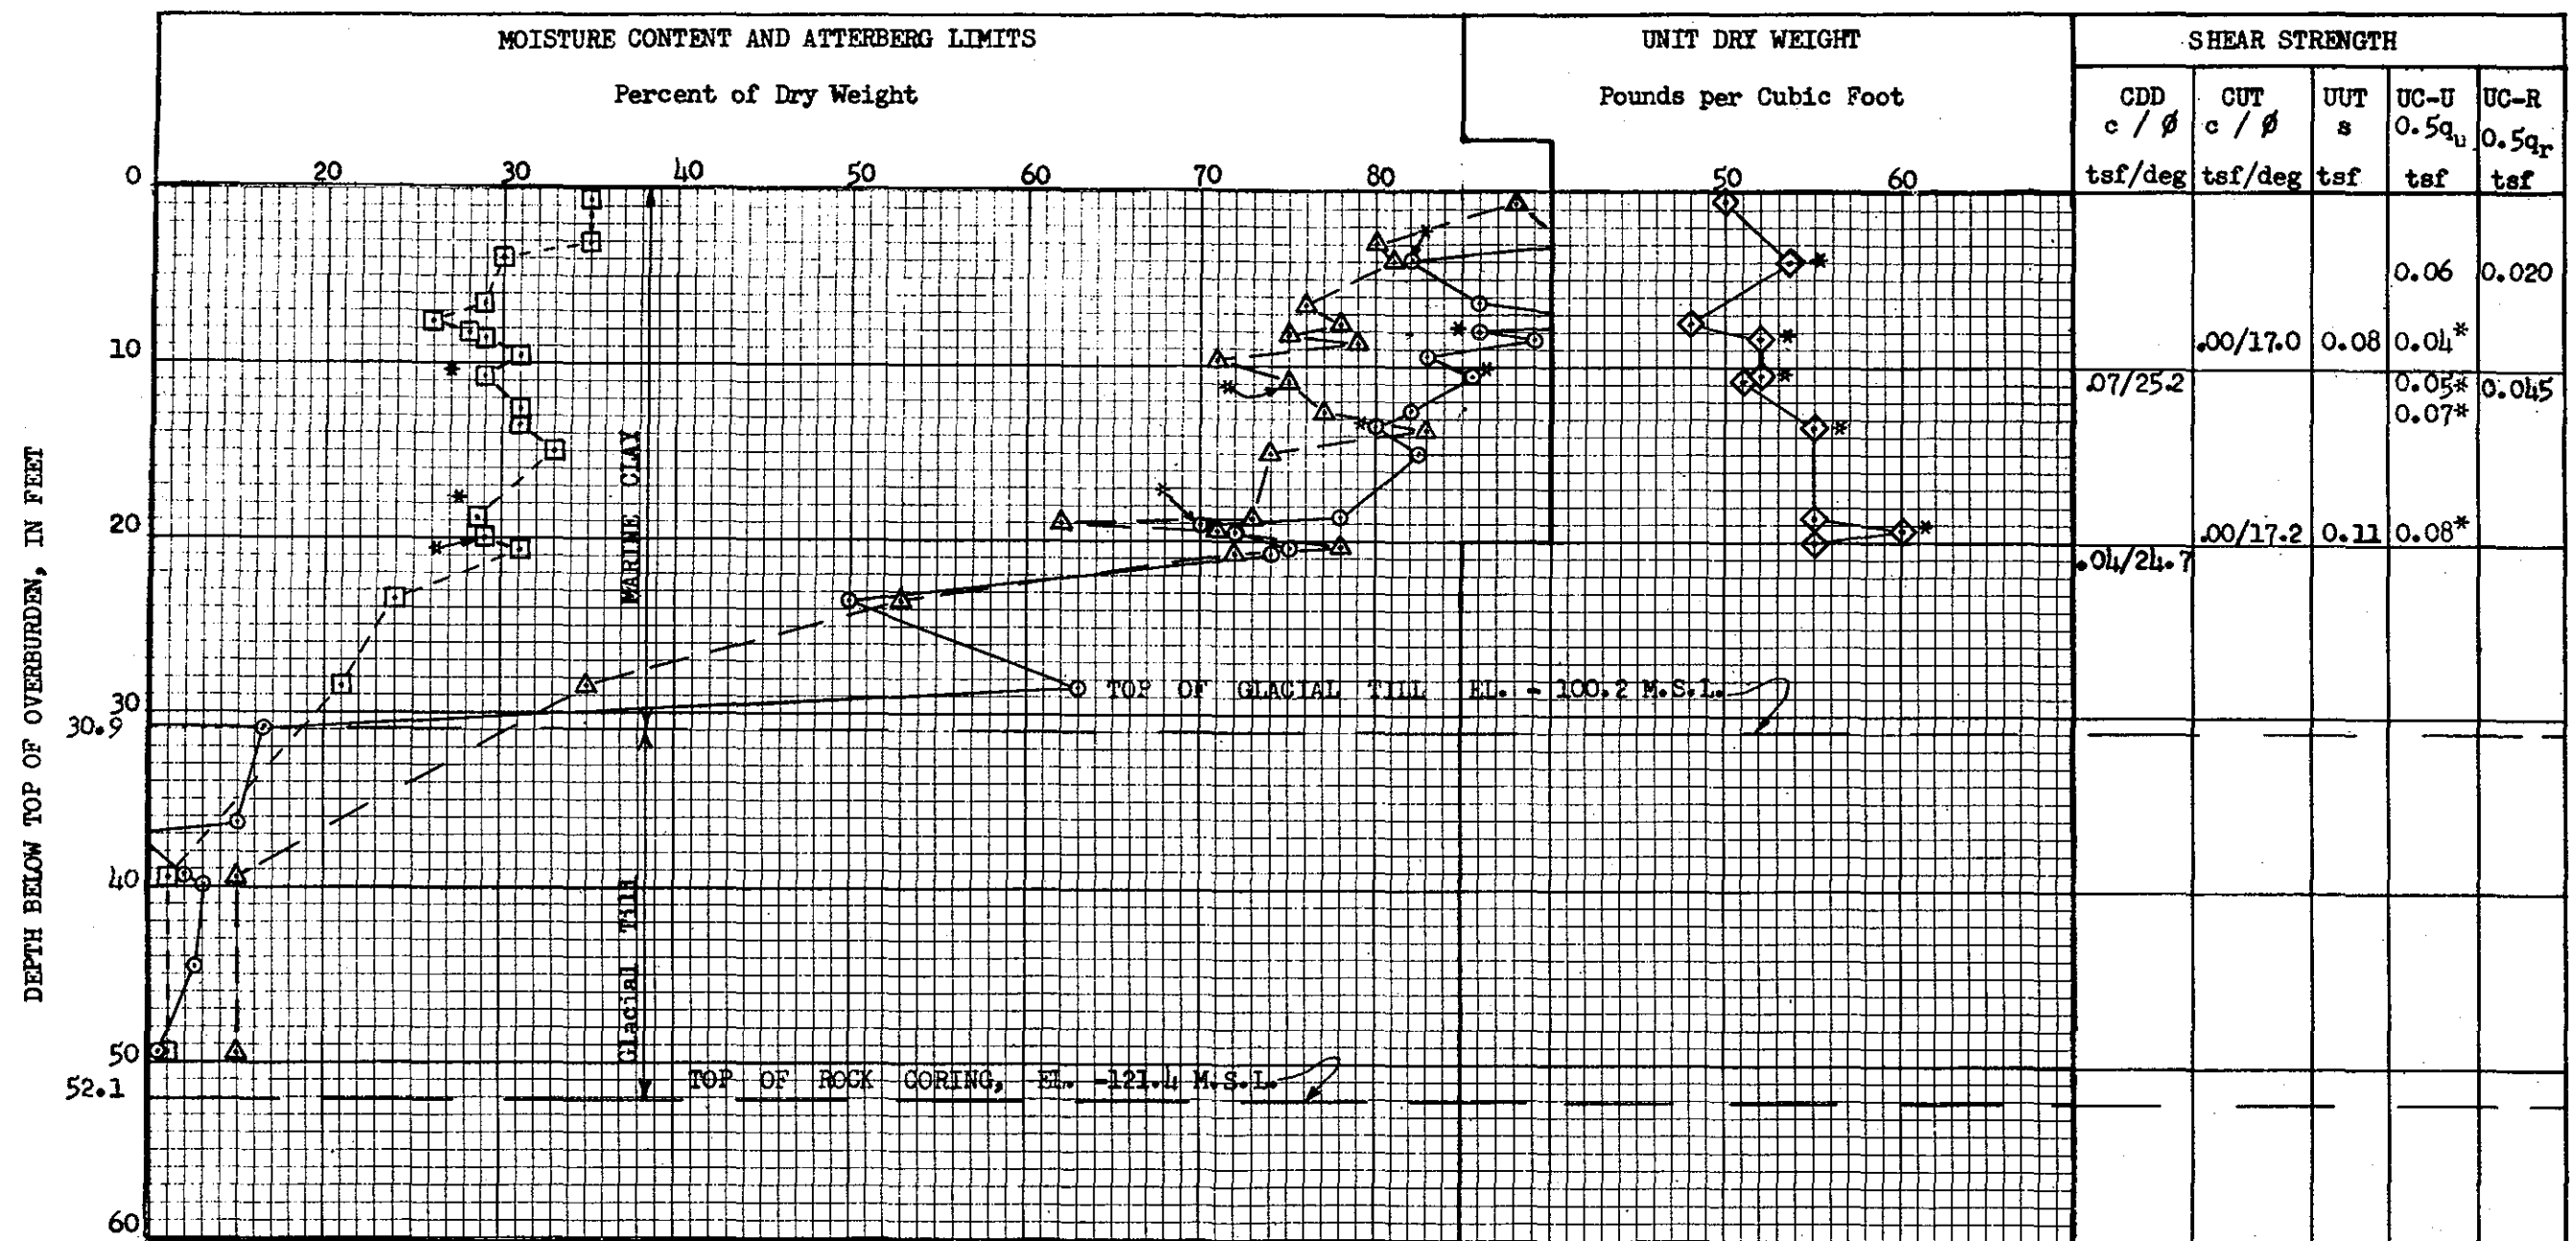 MOISTURE CONTENT AND ATTERBERG LIMITS
Percent of Dry Weight
UNIT DRY WEIGHT
Pounds per Cubic Foot
SHEAR STRENGTH
CDD CUT UUT UC-U UC-R
c / Ø c / Ø s 0.5qu 0.5qr
tsf/deg tsf/deg tsf tsf tsf
0 20 30 40 50 60 70 80 50 60
0.06 0.020
10 .00/17.0 0.08 0.04*
.07/25.2 0.05* 0.045
0.07*
20 .00/17.2 0.11 0.08*
.04/24.7
DEPTH BELOW TOP OF OVERBURDEN, IN FEET
MARINE CLAY
TOP OF GLACIAL TILL EL. - 100.2 M.S.L.
30
30.9
40
Glacial Till
50
TOP OF ROCK CORING, EL. -121.4 M.S.L.
52.1
60